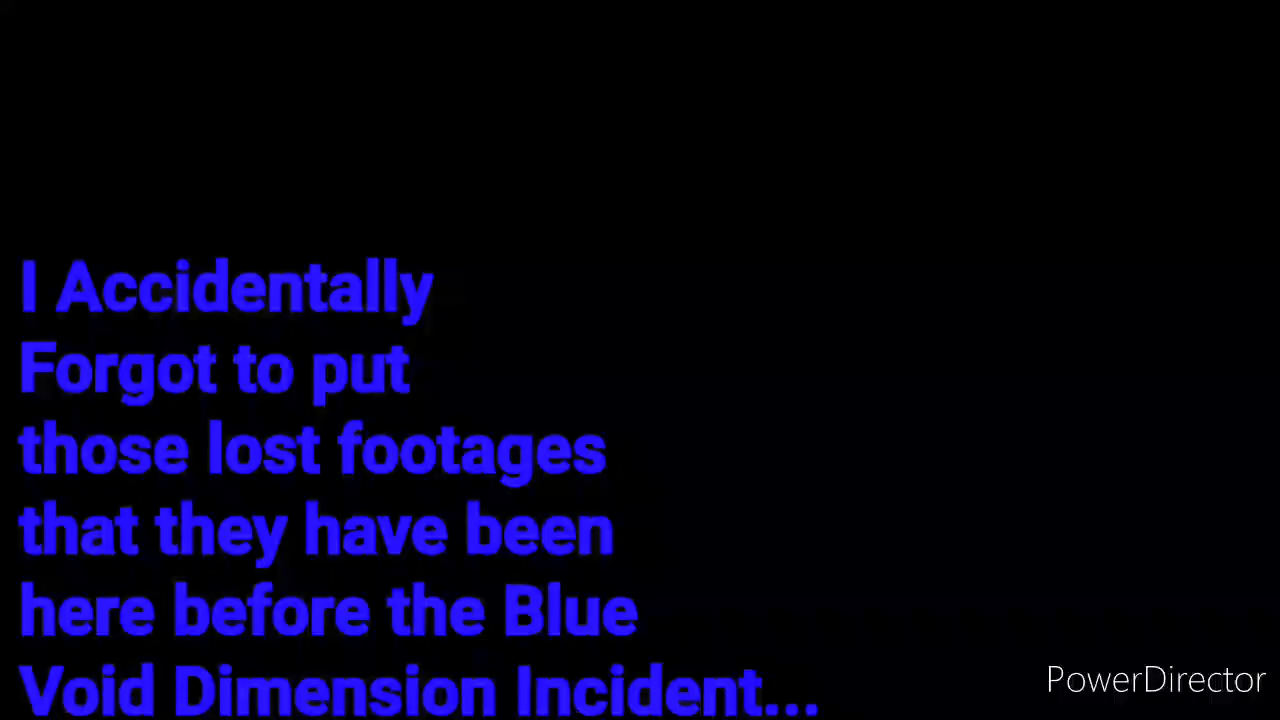 I Accidentally
Forgot to put
those lost footages
that they have been
here before the Blue
Void Dimension Incident...
PowerDirector